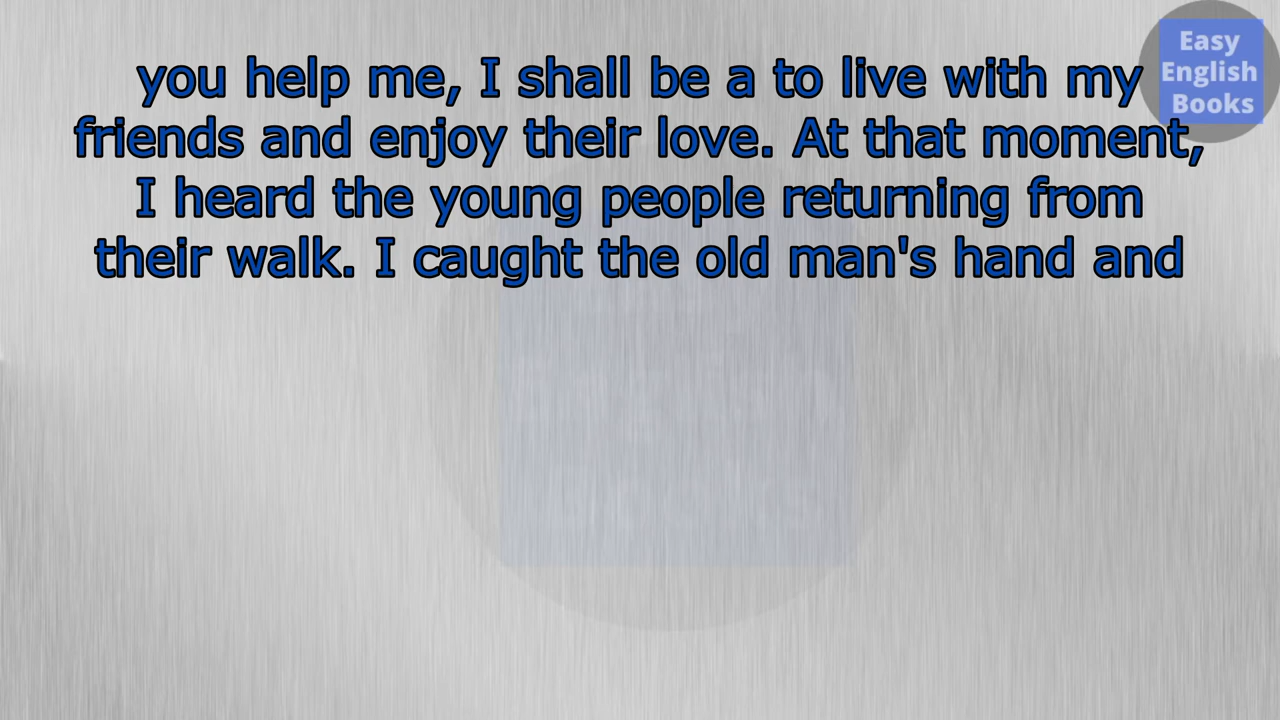 you help me, I shall be a to live with my
friends and enjoy their love. At that moment,
I heard the young people returning from
their walk. I caught the old man's hand and
Easy
English
Books